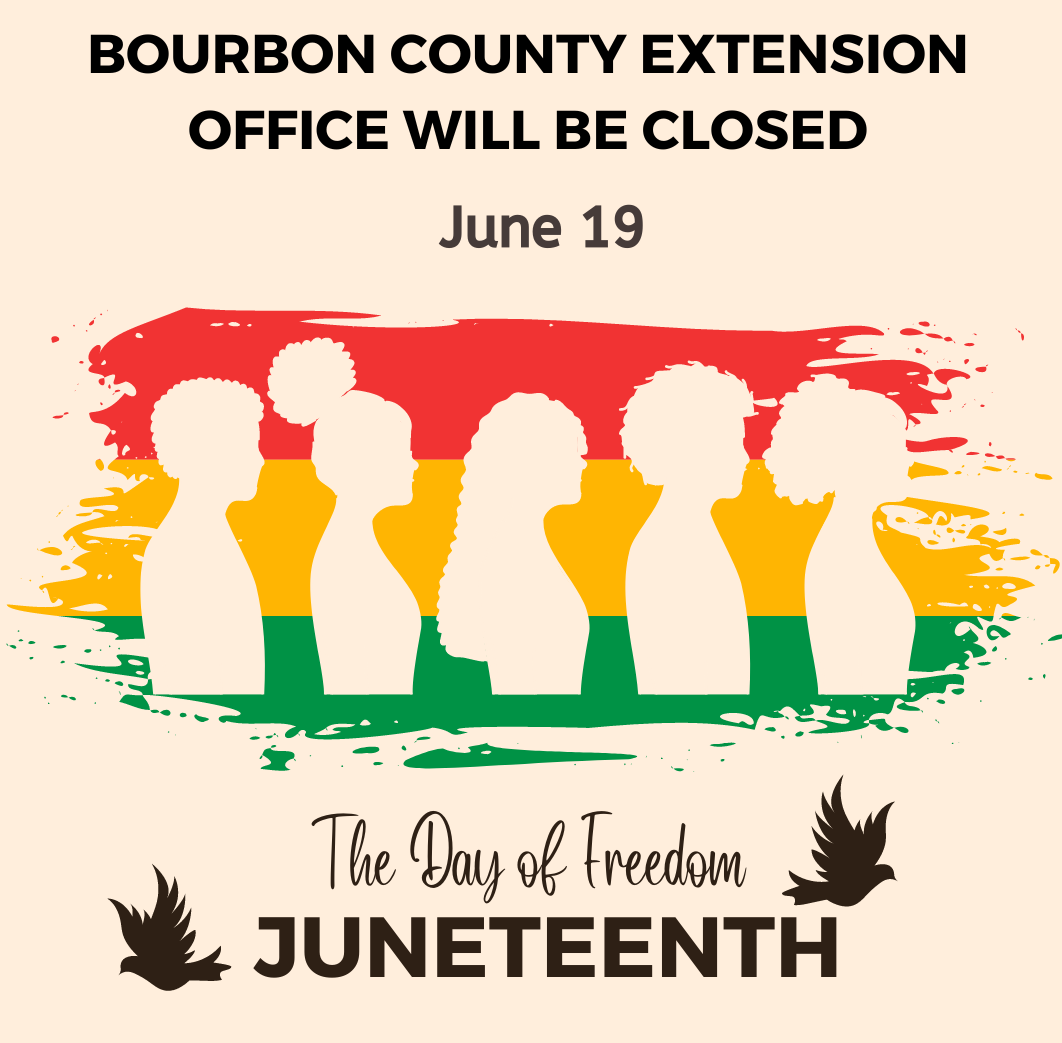 BOURBON COUNTY EXTENSION
OFFICE WILL BE CLOSED
June 19
The Day of Freedom
JUNETEENTH